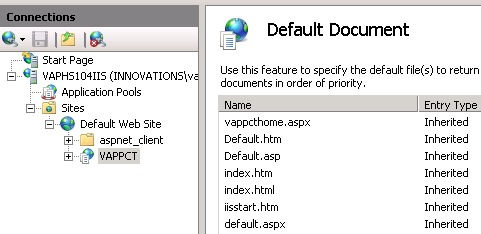 Connections
Start Page
VAPHS104IIS (INNOVATIONS\va
Application Pools
Sites
Default Web Site
aspnet_client
VAPPCT
Default Document
Use this feature to specify the default file(s) to return
documents in order of priority.
Name Entry Type
vappcthome.aspx Inherited
Default.htm Inherited
Default.asp Inherited
index.htm Inherited
index.html Inherited
iisstart.htm Inherited
default.aspx Inherited